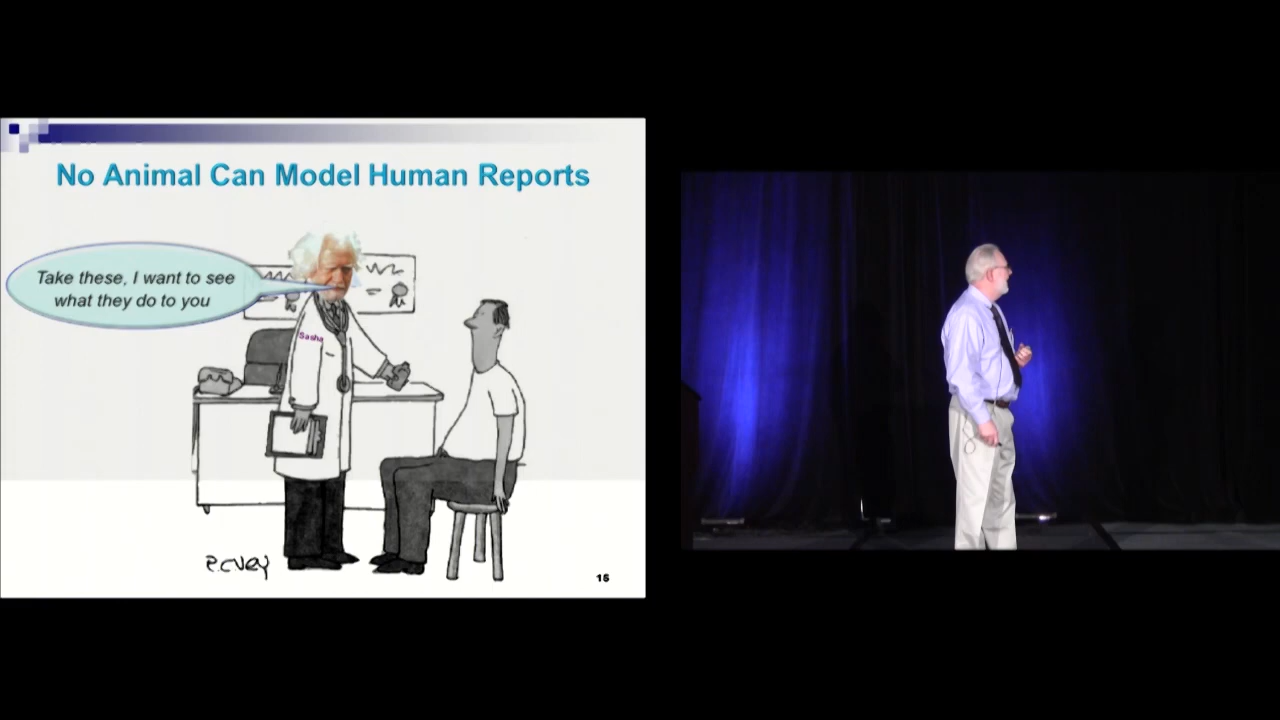 No Animal Can Model Human Reports
Take these, I want to see
what they do to you
Sasha
15